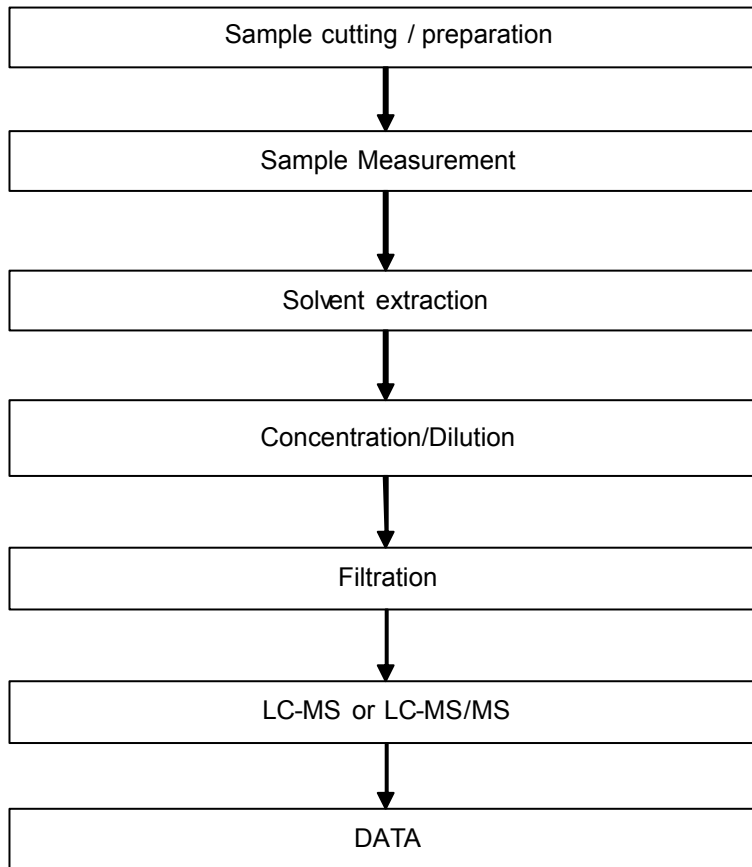 Sample cutting / preparation
Sample Measurement
Solvent extraction
Concentration/Dilution
Filtration
LC-MS or LC-MS/MS
DATA